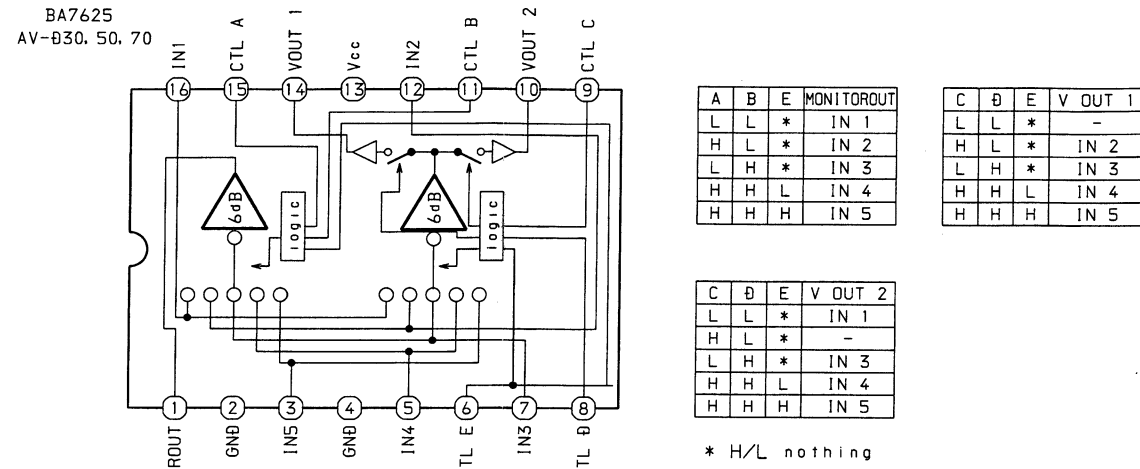 BA7625
AV-Đ30, 50, 70
IN1
CTL A
VOUT 1
Vcc
IN2
CTL B
VOUT 2
CTL C
16 15 14 13 12 11 10 9
6dB
logic
6dB
logic
1 2 3 4 5 6 7 8
ROUT
GNĐ
IN5
GNĐ
IN4
TL E
IN3
TL Đ
A B E MONITOROUT
L L * IN 1
H L * IN 2
L H * IN 3
H H L IN 4
H H H IN 5
C Đ E V OUT 1
L L * -
H L * IN 2
L H * IN 3
H H L IN 4
H H H IN 5
C Đ E V OUT 2
L L * IN 1
H L * -
L H * IN 3
H H L IN 4
H H H IN 5
* H/L nothing